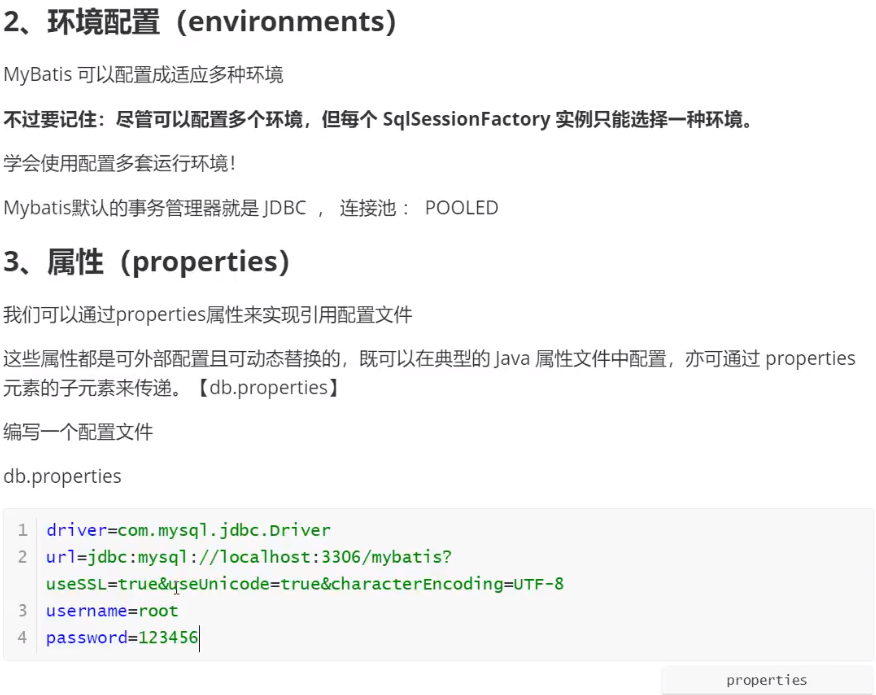 2、环境配置（environments）
MyBatis 可以配置成适应多种环境
不过要记住：尽管可以配置多个环境，但每个 SqlSessionFactory 实例只能选择一种环境。
学会使用配置多套运行环境！
Mybatis默认的事务管理器就是 JDBC ， 连接池 ： POOLED
3、属性（properties）
我们可以通过properties属性来实现引用配置文件
这些属性都是可外部配置且可动态替换的，既可以在典型的 Java 属性文件中配置，亦可通过 properties
元素的子元素来传递。【db.properties】
编写一个配置文件
db.properties
1 driver=com.mysql.jdbc.Driver
2 url=jdbc:mysql://localhost:3306/mybatis?
useSSL=true&useUnicode=true&characterEncoding=UTF-8
3 username=root
4 password=123456
properties